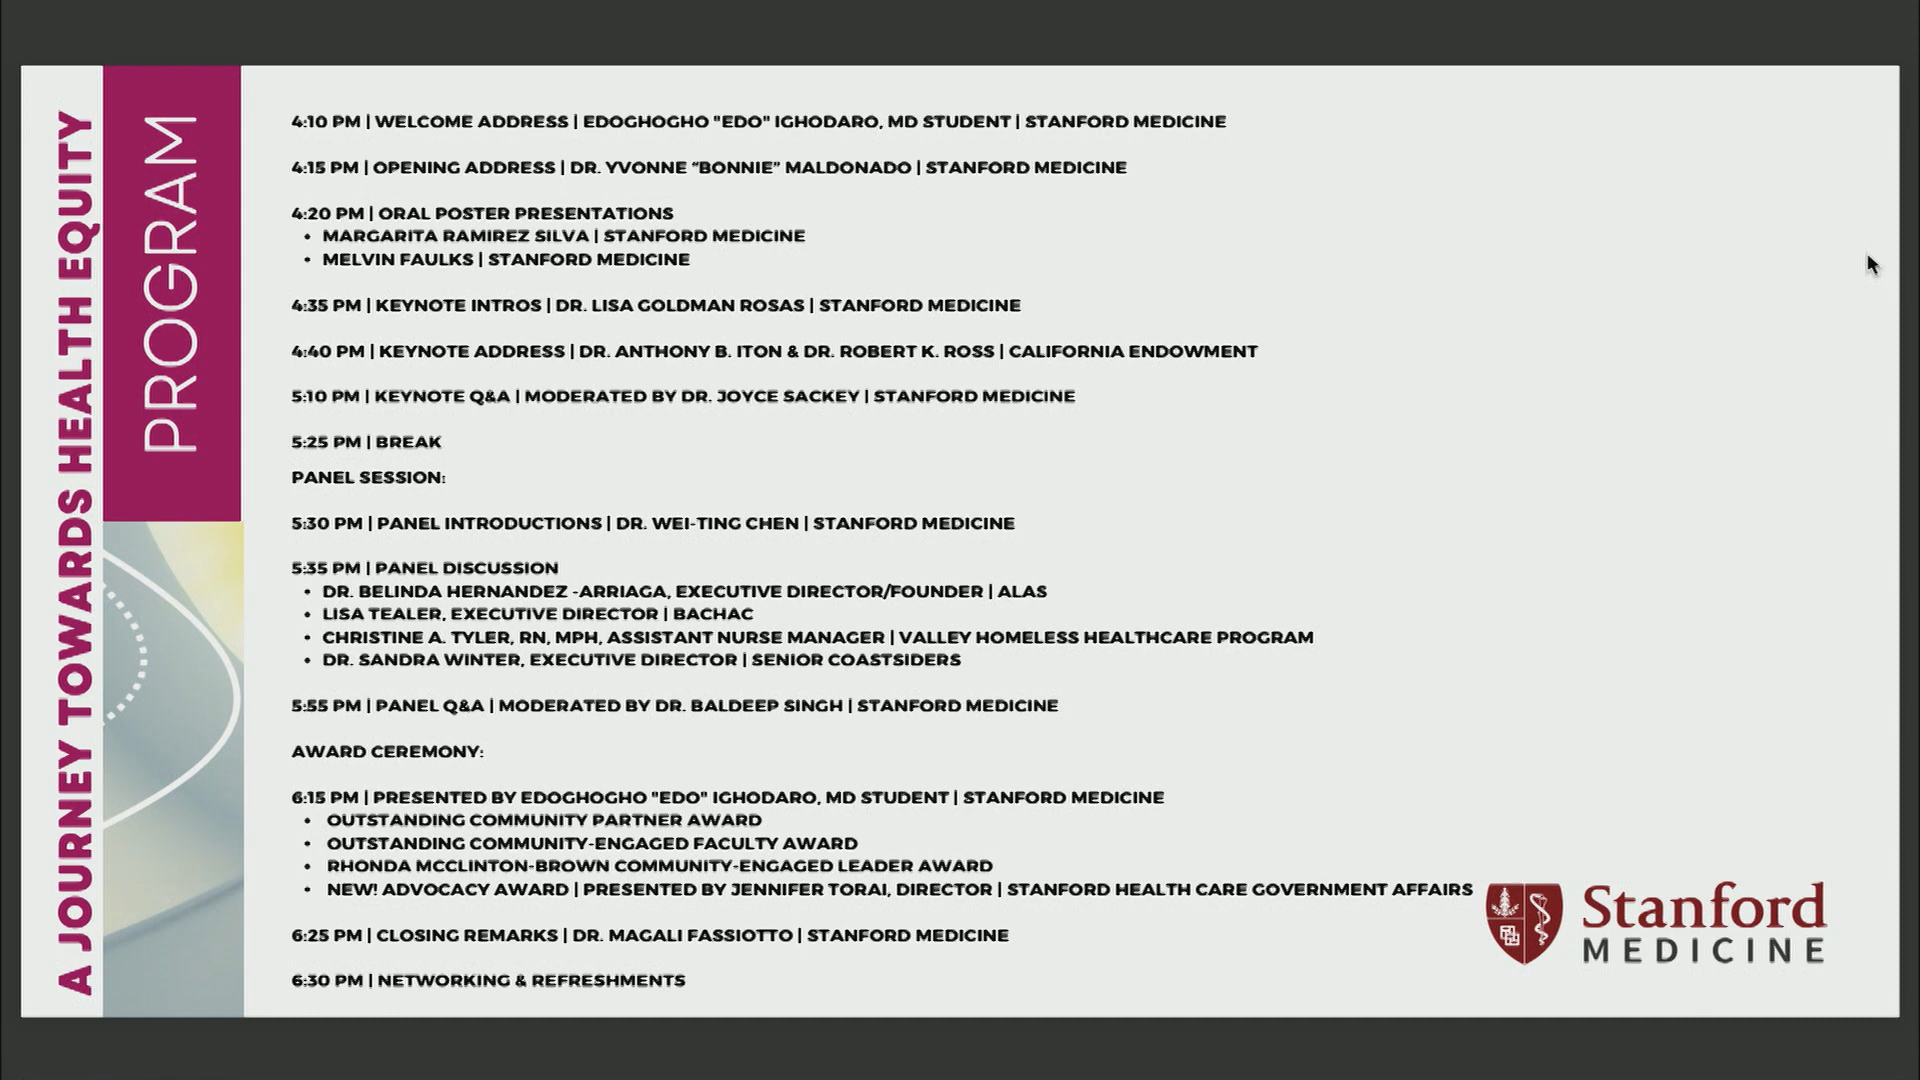 A JOURNEY TOWARDS HEALTH EQUITY
PROGRAM
4:10 PM | WELCOME ADDRESS | EDOGHOGHO "EDO" IGHODARO, MD STUDENT | STANFORD MEDICINE
4:15 PM | OPENING ADDRESS | DR. YVONNE “BONNIE” MALDONADO | STANFORD MEDICINE
4:20 PM | ORAL POSTER PRESENTATIONS
• MARGARITA RAMIREZ SILVA | STANFORD MEDICINE
• MELVIN FAULKS | STANFORD MEDICINE
4:35 PM | KEYNOTE INTROS | DR. LISA GOLDMAN ROSAS | STANFORD MEDICINE
4:40 PM | KEYNOTE ADDRESS | DR. ANTHONY B. ITON & DR. ROBERT K. ROSS | CALIFORNIA ENDOWMENT
5:10 PM | KEYNOTE Q&A | MODERATED BY DR. JOYCE SACKEY | STANFORD MEDICINE
5:25 PM | BREAK
PANEL SESSION:
5:30 PM | PANEL INTRODUCTIONS | DR. WEI-TING CHEN | STANFORD MEDICINE
5:35 PM | PANEL DISCUSSION
• DR. BELINDA HERNANDEZ -ARRIAGA, EXECUTIVE DIRECTOR/FOUNDER | ALAS
• LISA TEALER, EXECUTIVE DIRECTOR | BACHAC
• CHRISTINE A. TYLER, RN, MPH, ASSISTANT NURSE MANAGER | VALLEY HOMELESS HEALTHCARE PROGRAM
• DR. SANDRA WINTER, EXECUTIVE DIRECTOR | SENIOR COASTSIDERS
5:55 PM | PANEL Q&A | MODERATED BY DR. BALDEEP SINGH | STANFORD MEDICINE
AWARD CEREMONY:
6:15 PM | PRESENTED BY EDOGHOGHO "EDO" IGHODARO, MD STUDENT | STANFORD MEDICINE
• OUTSTANDING COMMUNITY PARTNER AWARD
• OUTSTANDING COMMUNITY-ENGAGED FACULTY AWARD
• RHONDA MCCLINTON-BROWN COMMUNITY-ENGAGED LEADER AWARD
• NEW! ADVOCACY AWARD | PRESENTED BY JENNIFER TORAI, DIRECTOR | STANFORD HEALTH CARE GOVERNMENT AFFAIRS
6:25 PM | CLOSING REMARKS | DR. MAGALI FASSIOTTO | STANFORD MEDICINE
6:30 PM | NETWORKING & REFRESHMENTS
Stanford
MEDICINE